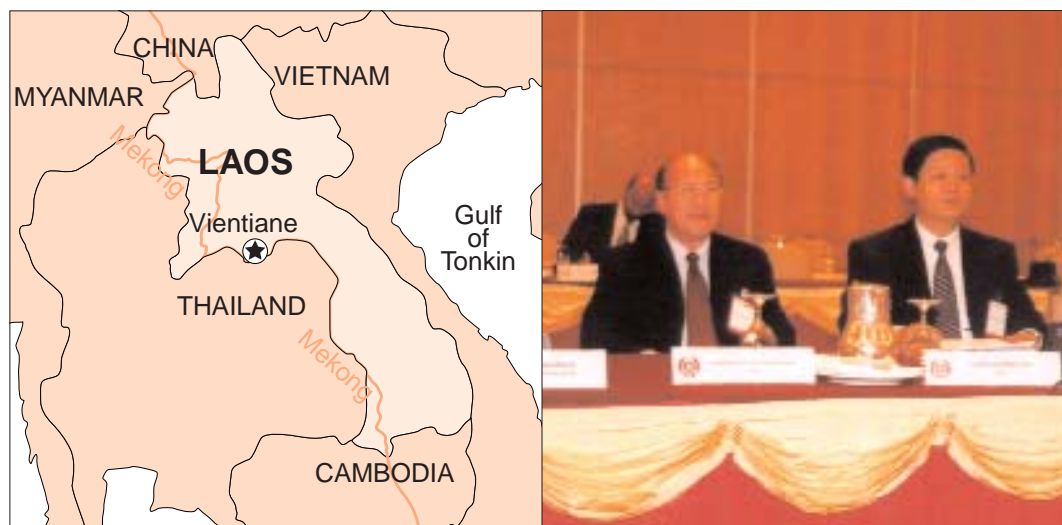 CHINA
VIETNAM
MYANMAR
Mekong
LAOS
Vientiane
Gulf
of
Tonkin
THAILAND
Mekong
CAMBODIA